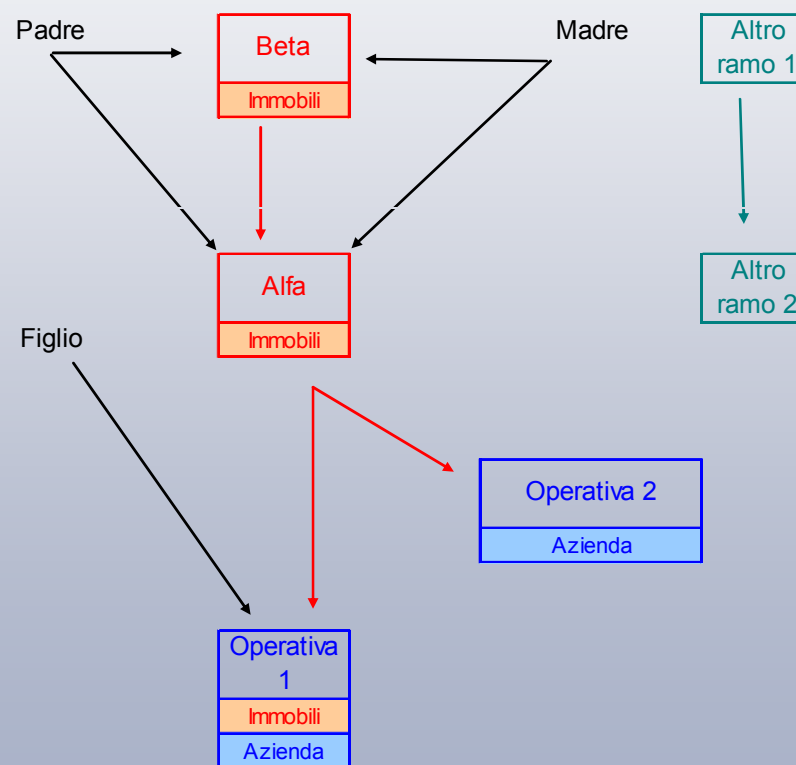 Padre
Beta
Immobili
Madre
Altro
ramo 1
Alfa
Immobili
Altro
ramo 2
Figlio
Operativa 2
Azienda
Operativa
1
Immobili
Azienda